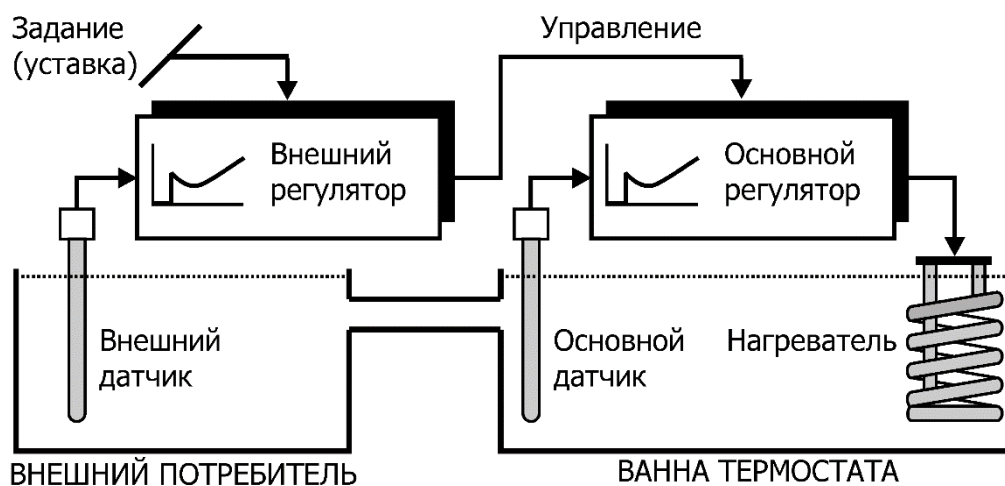 Задание
(уставка)
Управление
Внешний
регулятор
Основной
регулятор
Внешний
датчик
Основной
датчик
Нагреватель
ВНЕШНИЙ ПОТРЕБИТЕЛЬ
ВАННА ТЕРМОСТАТА